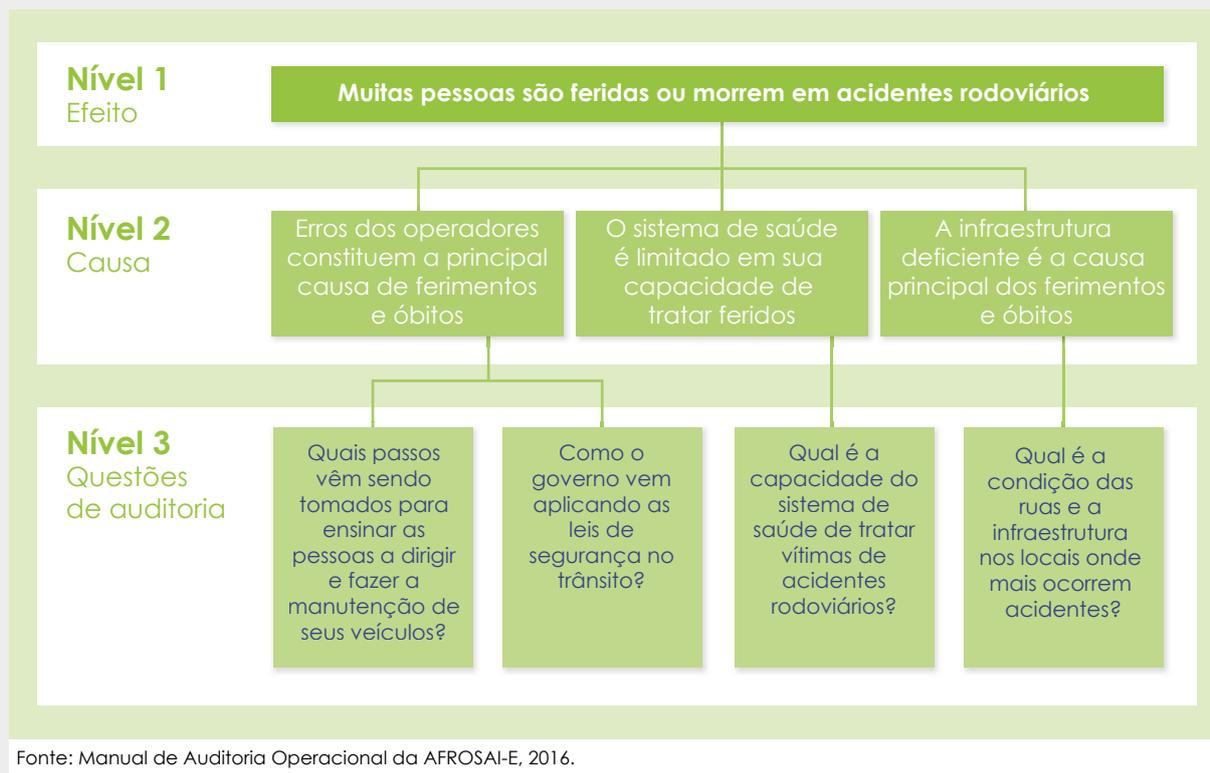 Nível 1
Efeito
Muitas pessoas são feridas ou morrem em acidentes rodoviários
Nível 2
Causa
Erros dos operadores
constituem a principal
causa de ferimentos
e óbitos
O sistema de saúde
é limitado em sua
capacidade de
tratar feridos
A infraestrutura
deficiente é a causa
principal dos ferimentos
e óbitos
Nível 3
Questões
de auditoria
Quais passos
vêm sendo
tomados para
ensinar as
pessoas a dirigir
e fazer a
manutenção de
seus veículos?
Como o
governo vem
aplicando as
leis de
segurança no
trânsito?
Qual é a
capacidade do
sistema de
saúde de tratar
vítimas de
acidentes
rodoviários?
Qual é a
condição das
ruas e a
infraestrutura
nos locais onde
mais ocorrem
acidentes?
Fonte: Manual de Auditoria Operacional da AFROSAI-E, 2016.